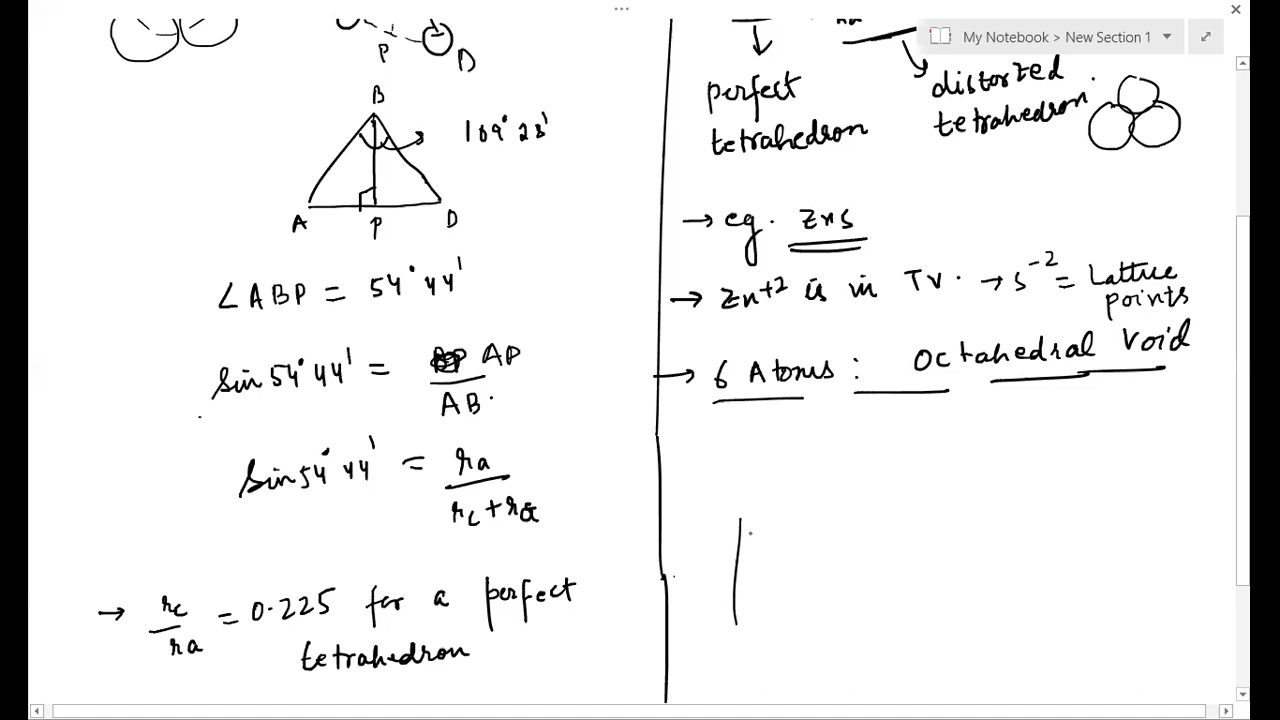 My Notebook > New Section 1
P
D
B
109° 28'
A
P
D
∠ABP = 54° 44'
sin 54° 44' = AP
AB.
sin 54° 44' = ra
rc + ra
→ rc = 0.225 for a perfect
ra
tetrahedron
perfect
tetrahedron
distorted
tetrahedron
→ eg. ZnS
→ Zn+2 is in TV. → S-2 = Lattice
points
→ 6 Atoms : Octahedral Void